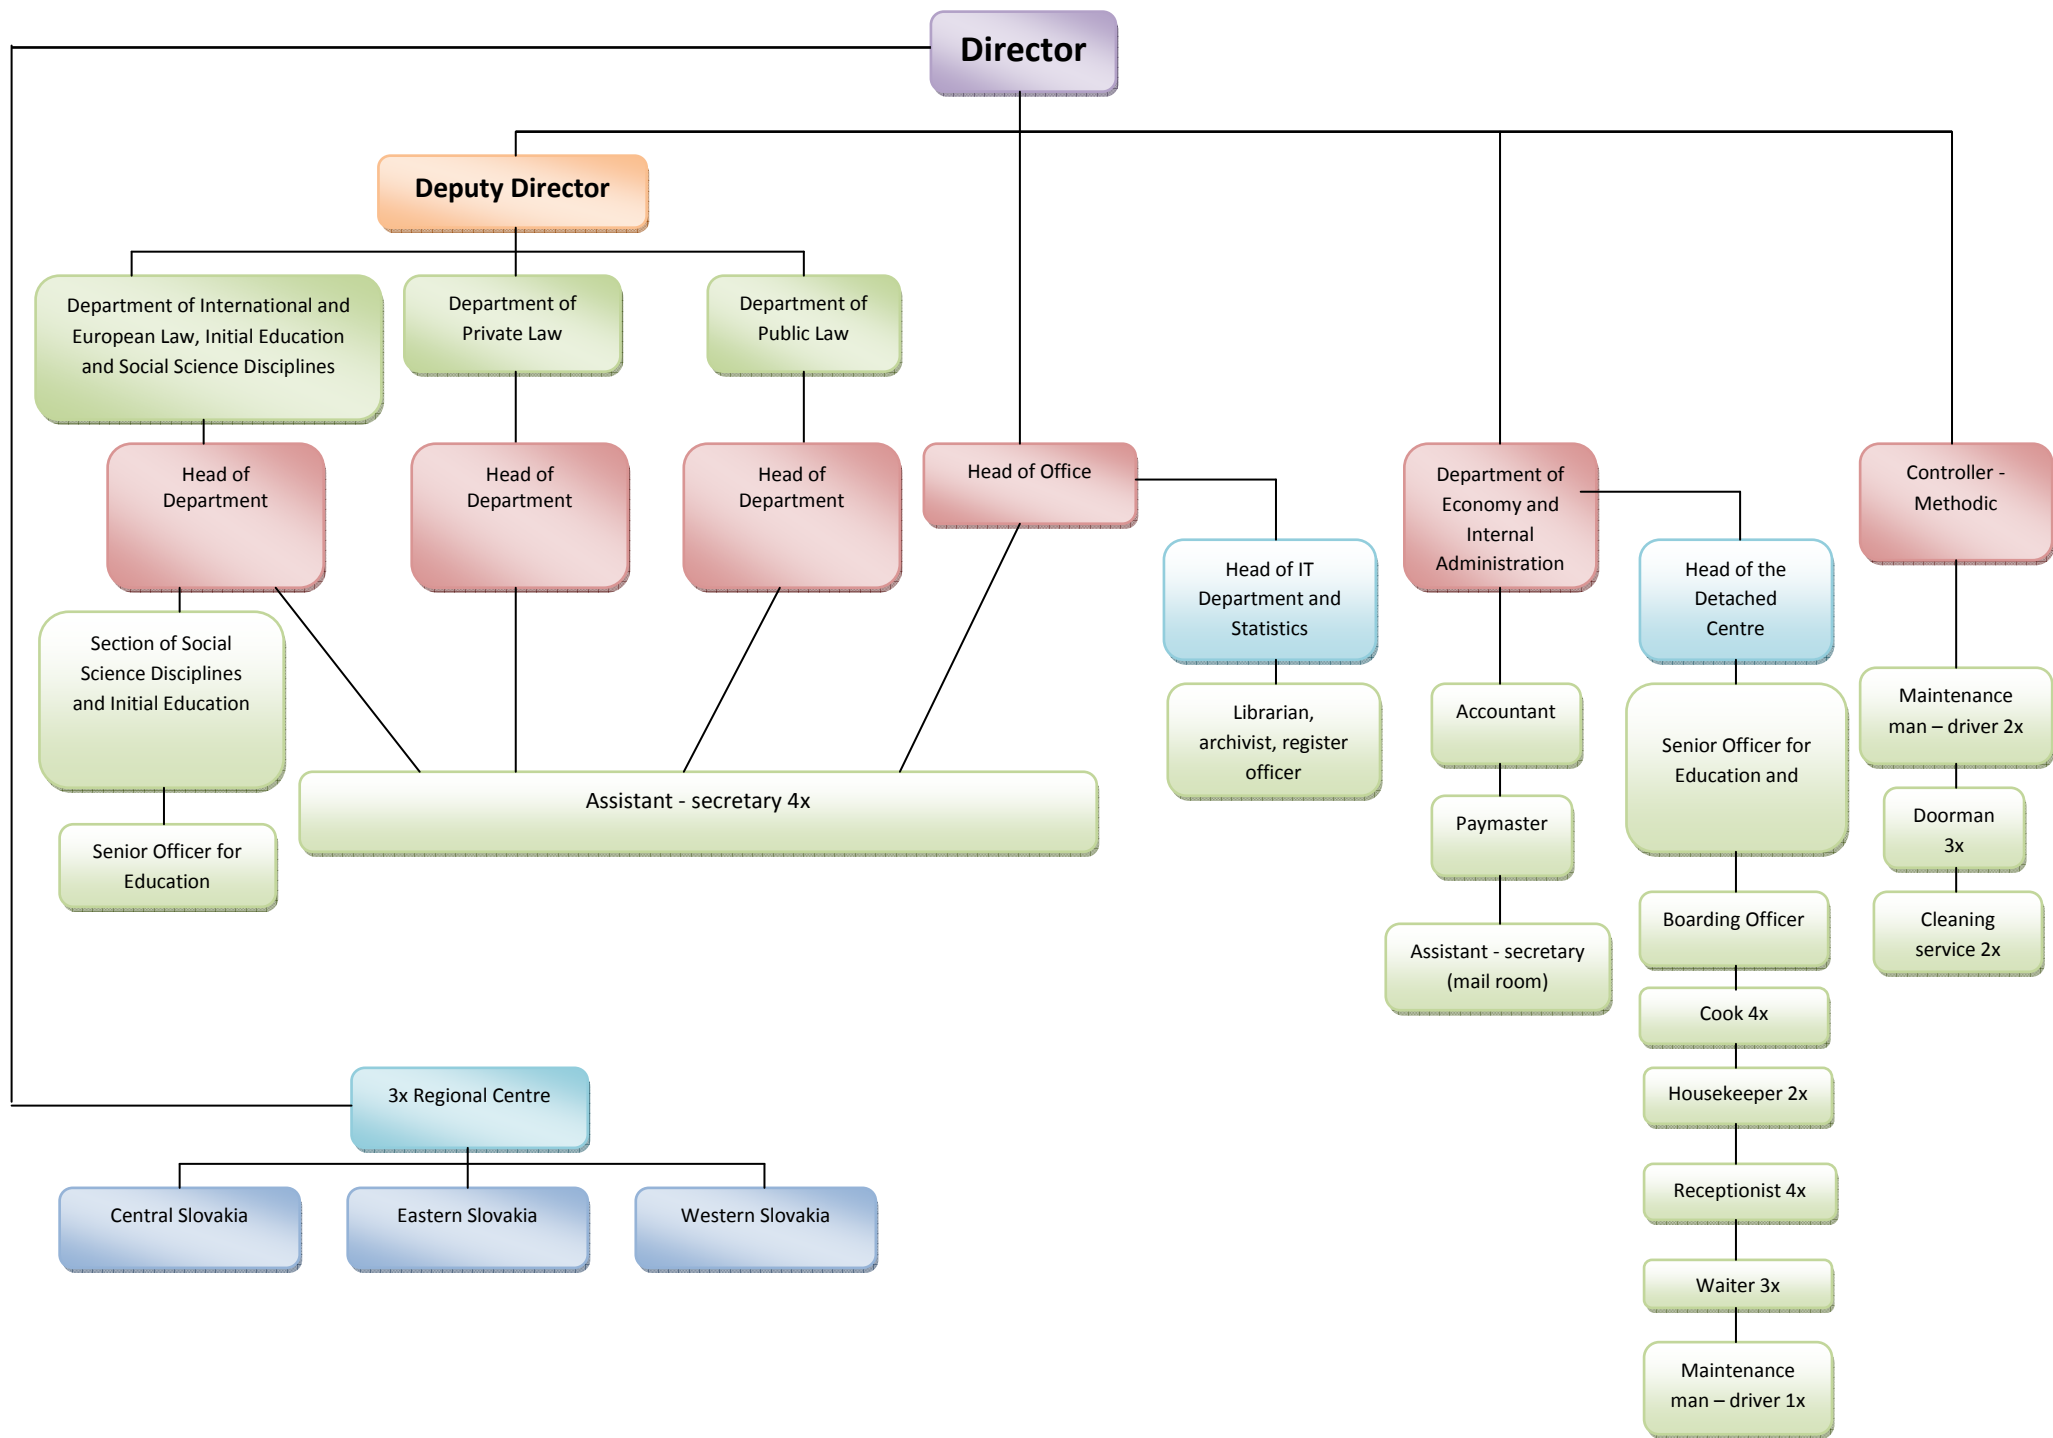 Director
Deputy Director
Department of International and
European Law, Initial Education
and Social Science Disciplines
Department of
Private Law
Department of
Public Law
Head of
Department
Head of
Department
Head of
Department
Head of Office
Department of
Economy and
Internal
Administration
Controller -
Methodic
Head of IT
Department and
Statistics
Head of the
Detached
Centre
Section of Social
Science Disciplines
and Initial Education
Librarian,
archivist, register
officer
Accountant
Senior Officer for
Education and
Maintenance
man – driver 2x
Assistant - secretary 4x
Paymaster
Doorman
3x
Senior Officer for
Education
Boarding Officer
Cleaning
service 2x
Assistant - secretary
(mail room)
Cook 4x
3x Regional Centre
Housekeeper 2x
Receptionist 4x
Central Slovakia
Eastern Slovakia
Western Slovakia
Waiter 3x
Maintenance
man – driver 1x